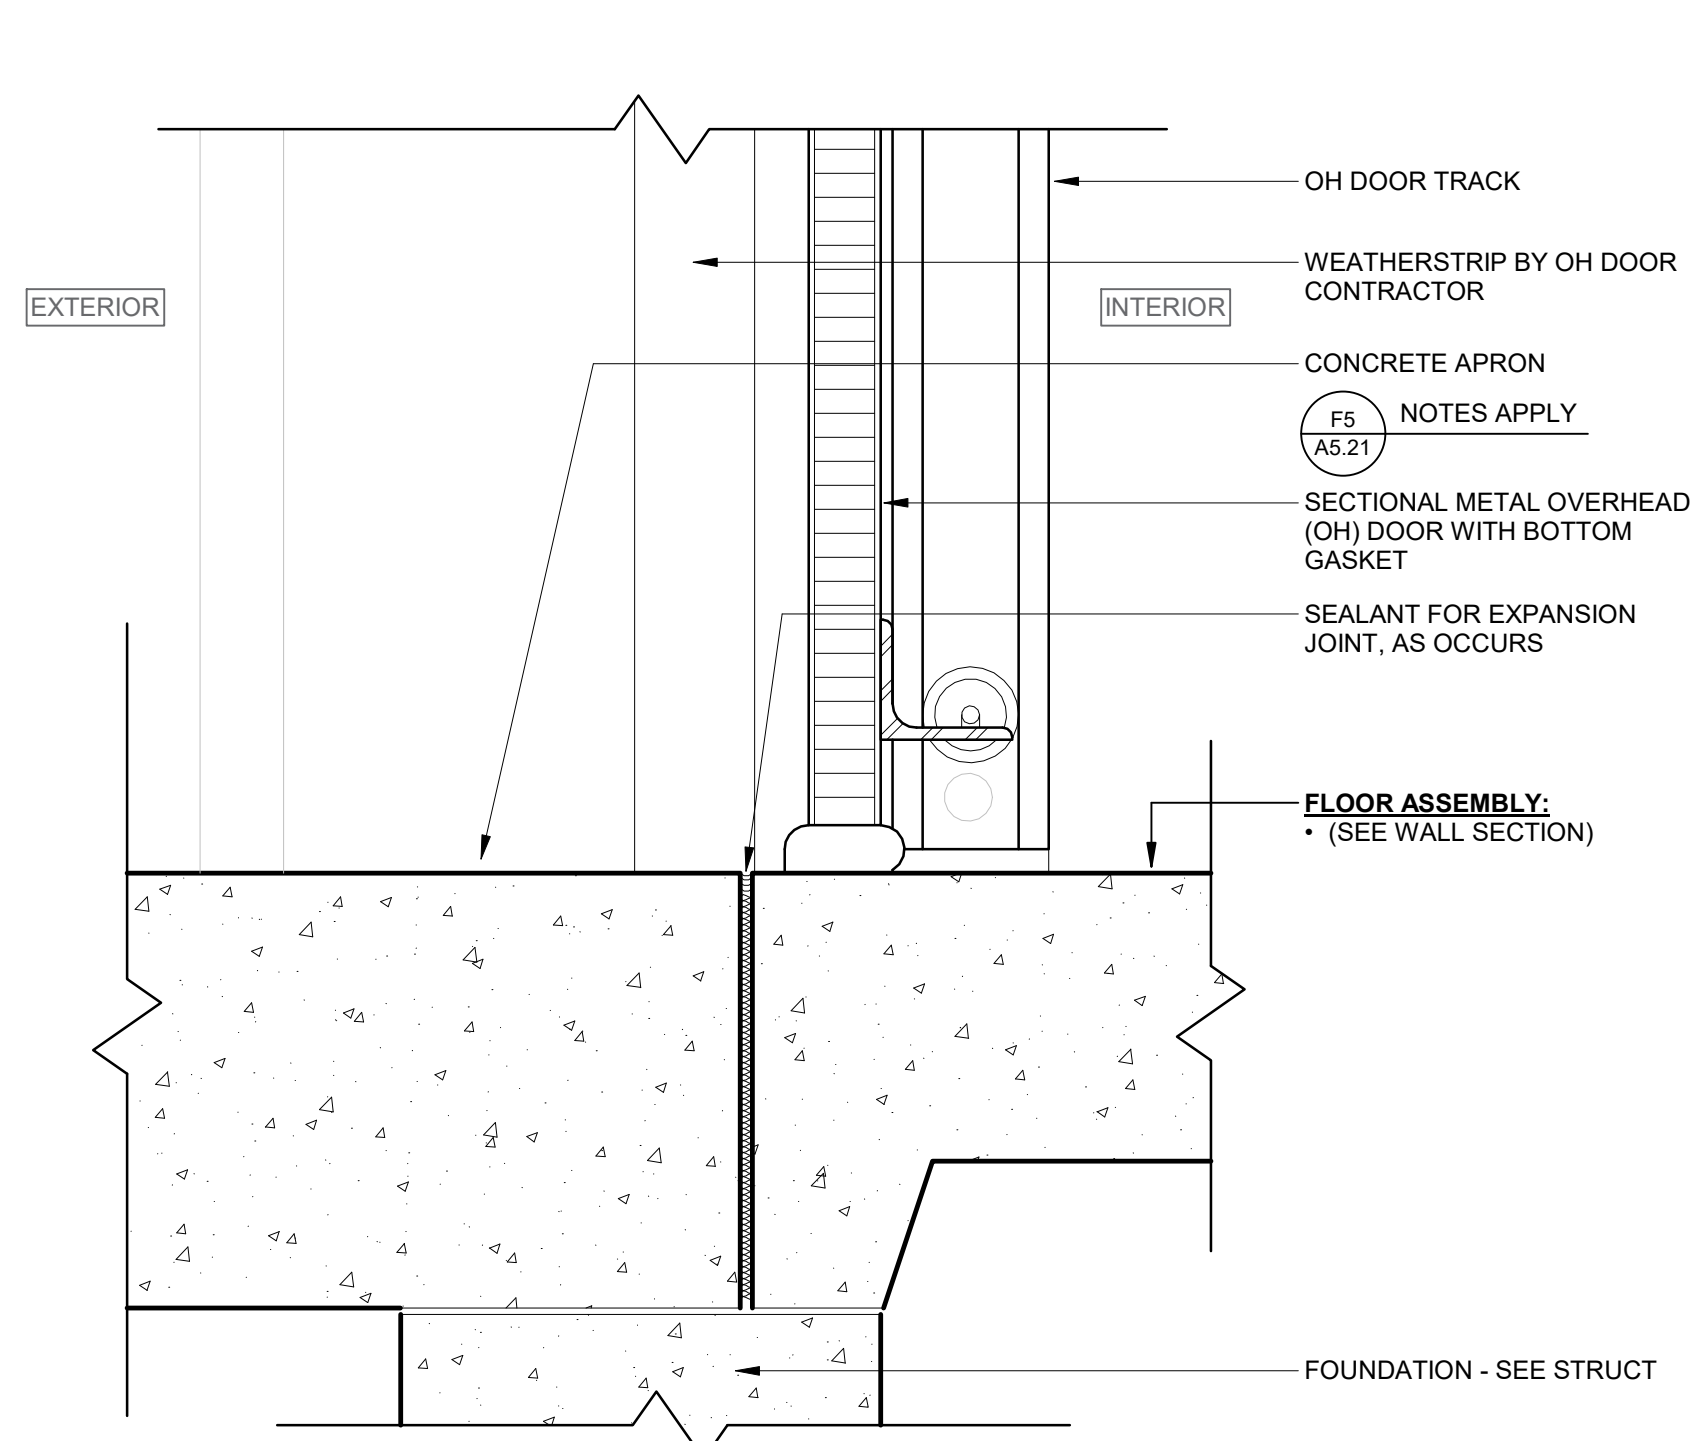 OH DOOR TRACK
WEATHERSTRIP BY OH DOOR
CONTRACTOR
EXTERIOR
INTERIOR
CONCRETE APRON
F5
A5.21
NOTES APPLY
SECTIONAL METAL OVERHEAD
(OH) DOOR WITH BOTTOM
GASKET
SEALANT FOR EXPANSION
JOINT, AS OCCURS
FLOOR ASSEMBLY:
• (SEE WALL SECTION)
FOUNDATION - SEE STRUCT